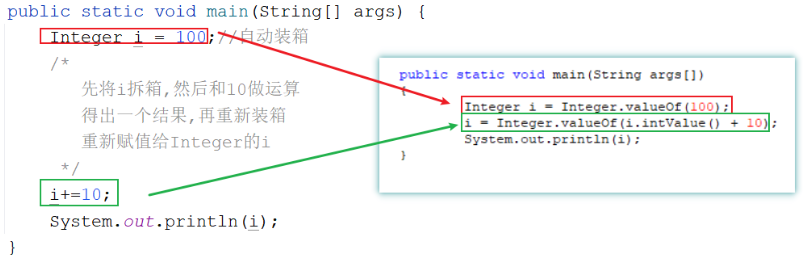 public static void main(String[] args) {
Integer i = 100;//自动装箱
/*
先将i拆箱,然后和10做运算
得出一个结果,再重新装箱
重新赋值给Integer的i
*/
i+=10;
System.out.println(i);
}
public static void main(String args[])
{
Integer i = Integer.valueOf(100);
i = Integer.valueOf(i.intValue() + 10);
System.out.println(i);
}